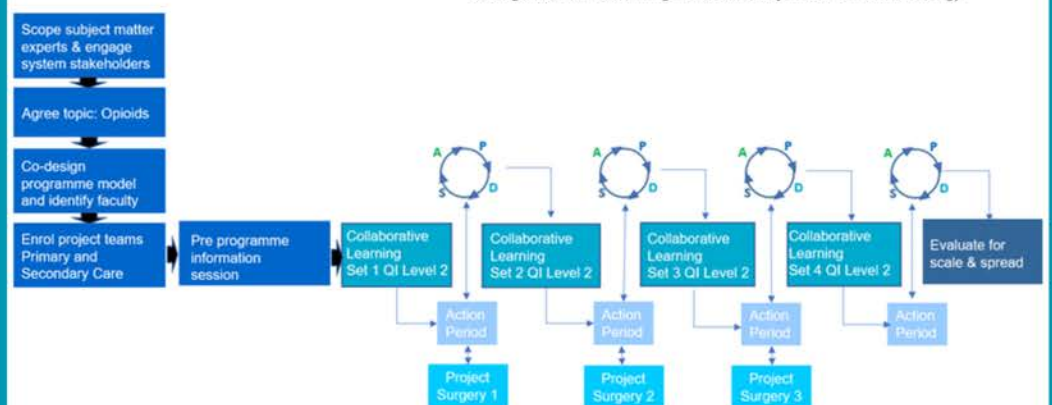 Scope subject matter
experts & engage
system stakeholders
Agree topic: Opioids
Co-design
programme model
and identify faculty
Enrol project teams
Primary and
Secondary Care
Pre programme
information
session
Collaborative
Learning
Set 1 QI Level 2
Collaborative
Learning
Set 2 QI Level 2
Collaborative
Learning
Set 3 QI Level 2
Collaborative
Learning
Set 4 QI Level 2
Evaluate for
scale & spread
A
P
D
S
A
P
D
S
A
P
D
S
A
P
D
S
Action
Period
Action
Period
Action
Period
Action
Period
Project
Surgery 1
Project
Surgery 2
Project
Surgery 3